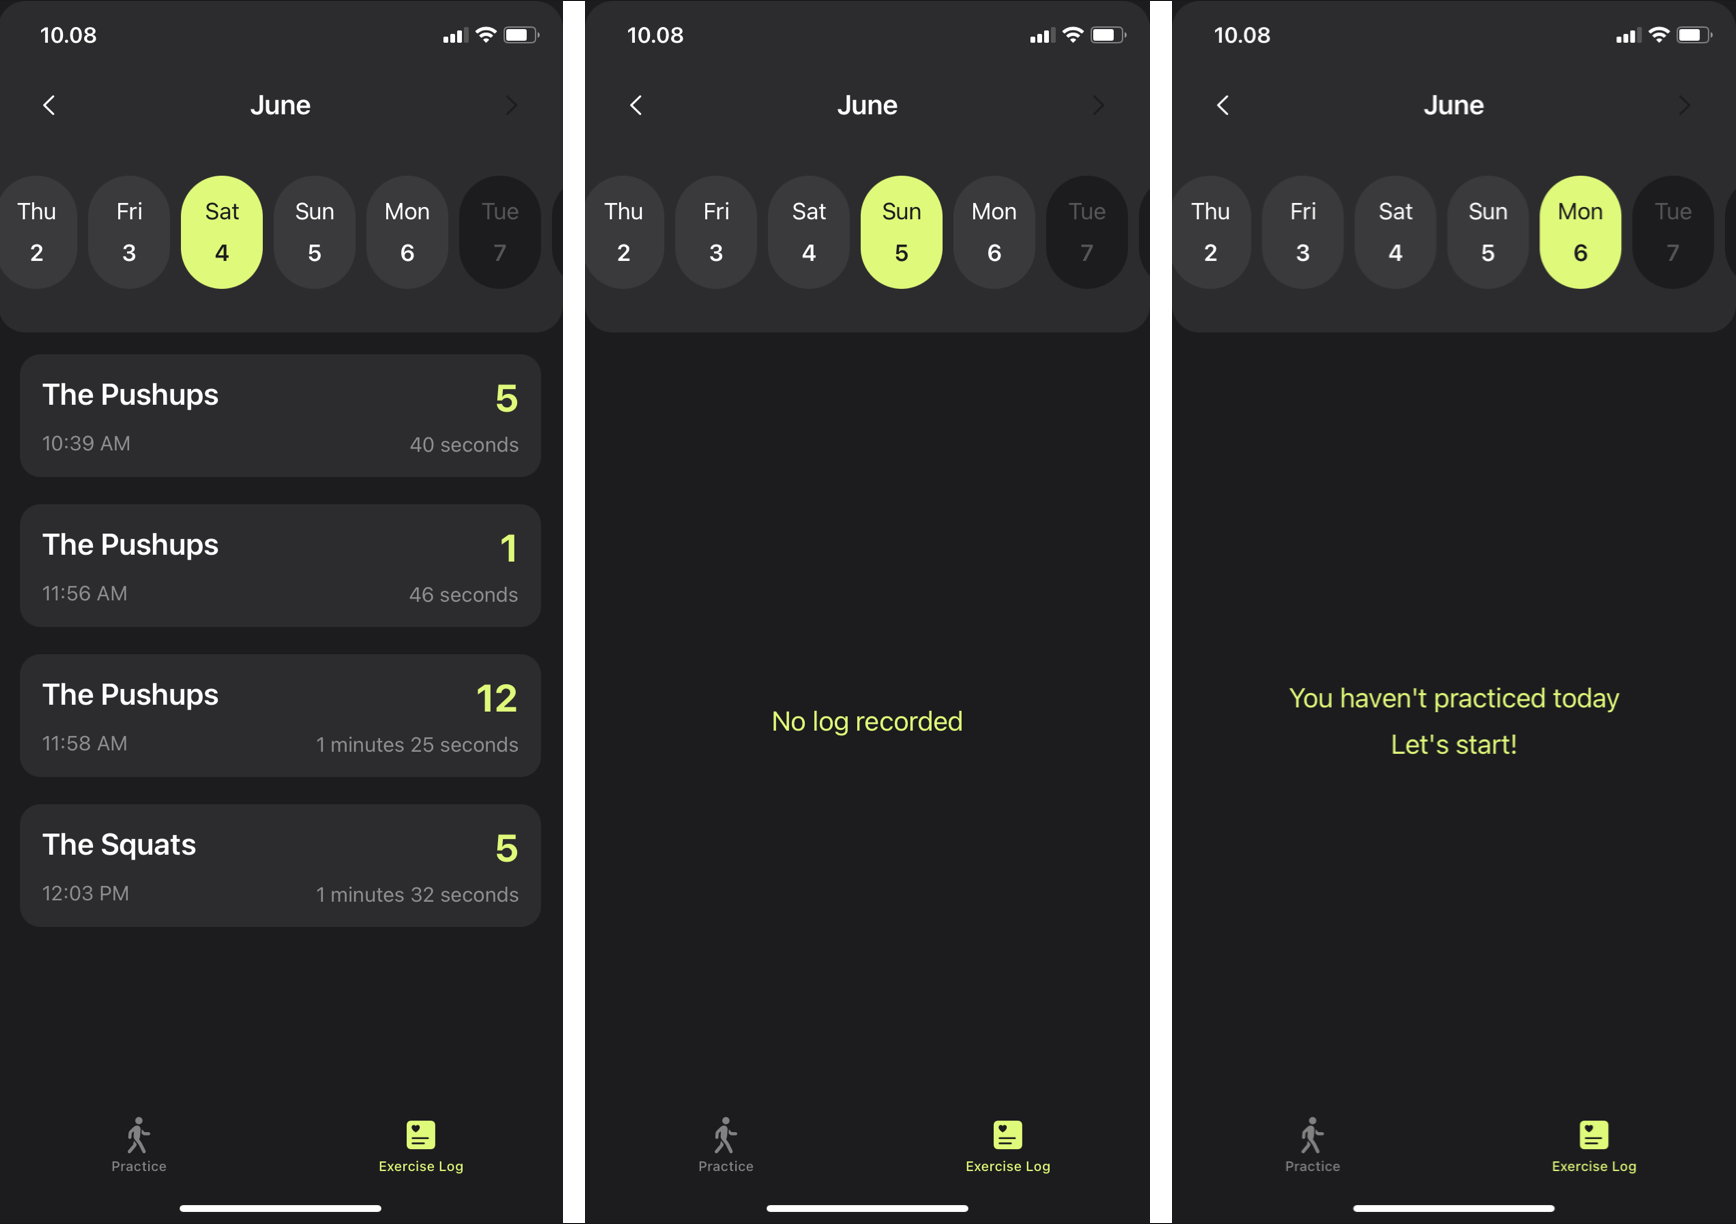 10.08
June
Thu Fri Sat Sun Mon Tue
2 3 4 5 6 7
The Pushups 5
10:39 AM 40 seconds
The Pushups 1
11:56 AM 46 seconds
The Pushups 12
11:58 AM 1 minutes 25 seconds
The Squats 5
12:03 PM 1 minutes 32 seconds
Practice Exercise Log
10.08
June
Thu Fri Sat Sun Mon Tue
2 3 4 5 6 7
No log recorded
Practice Exercise Log
10.08
June
Thu Fri Sat Sun Mon Tue
2 3 4 5 6 7
You haven't practiced today
Let's start!
Practice Exercise Log